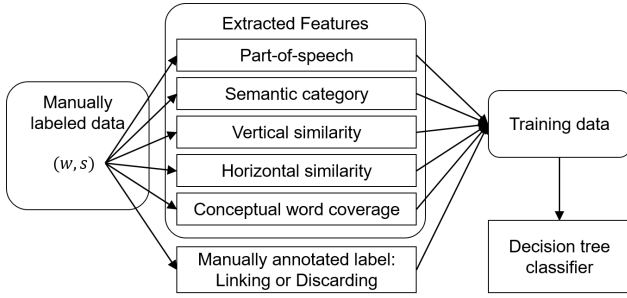 Extracted Features
Part-of-speech
Semantic category
Vertical similarity
Horizontal similarity
Conceptual word coverage
Manually annotated label:
Linking or Discarding
Manually
labeled data
(w, s)
Training data
Decision tree
classifier